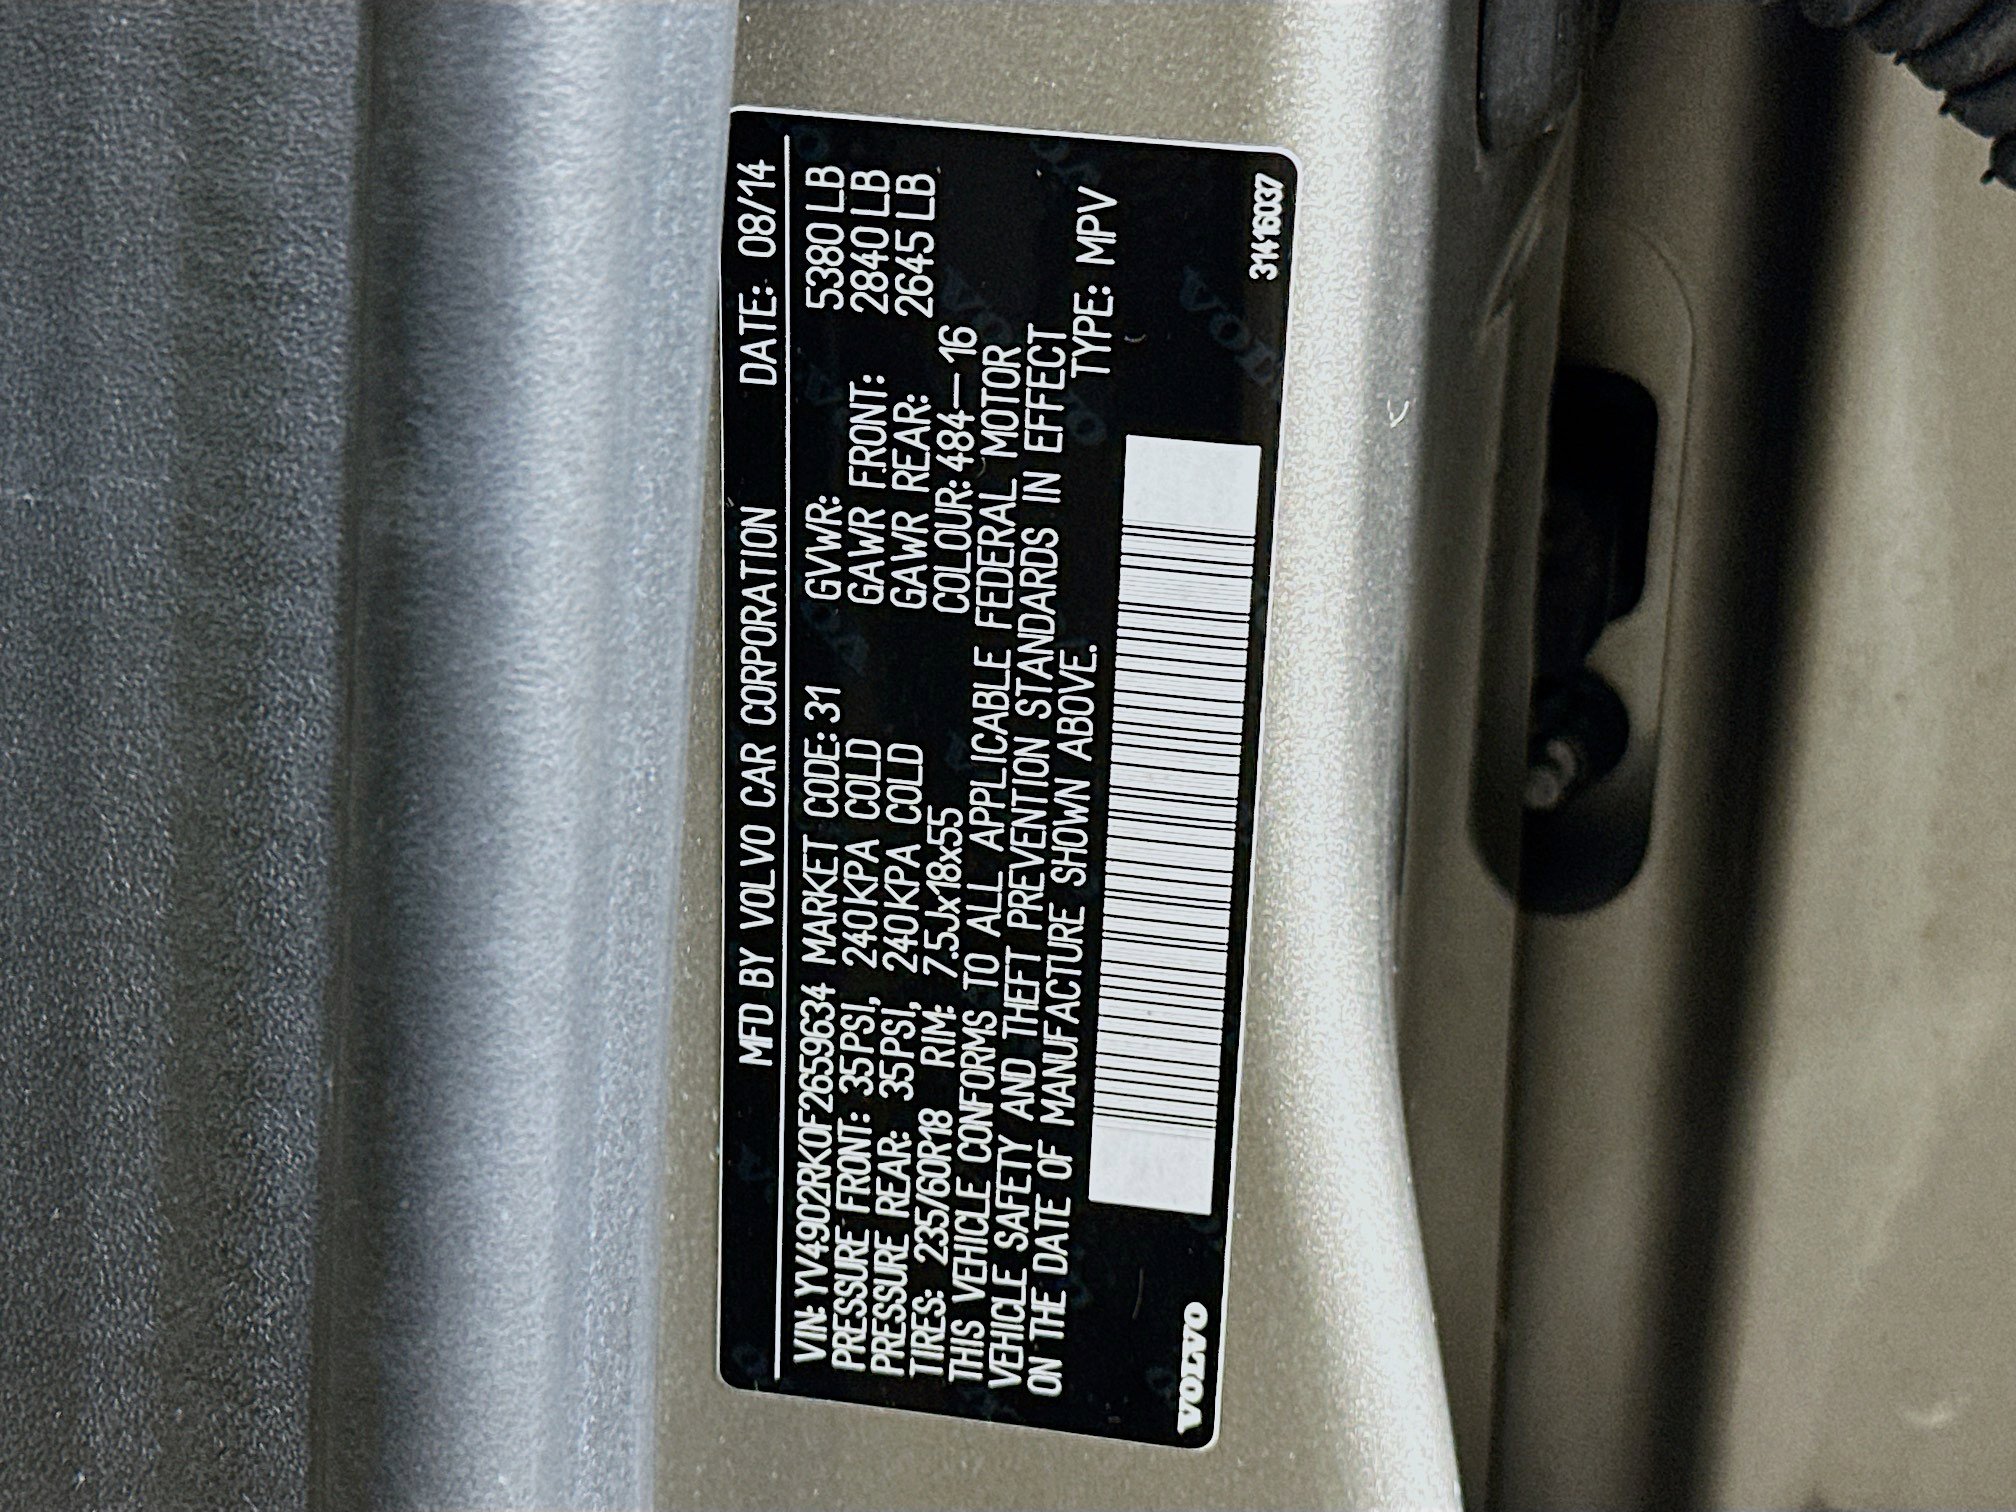 MFD BY VOLVO CAR CORPORATION DATE: 08/14
VIN: YV4902RK0F2659634 MARKET CODE: 31 GVWR: 5380 LB
PRESSURE FRONT: 35PSI, 240KPA COLD GAWR FRONT: 2840 LB
PRESSURE REAR: 35PSI, 240KPA COLD GAWR REAR: 2645 LB
TIRES: 235/60R18 RIM: 7.5Jx18x55 COLOUR: 484-16
THIS VEHICLE CONFORMS TO ALL APPLICABLE FEDERAL MOTOR
VEHICLE SAFETY AND THEFT PREVENTION STANDARDS IN EFFECT
ON THE DATE OF MANUFACTURE SHOWN ABOVE. TYPE: MPV
VOLVO 31416037